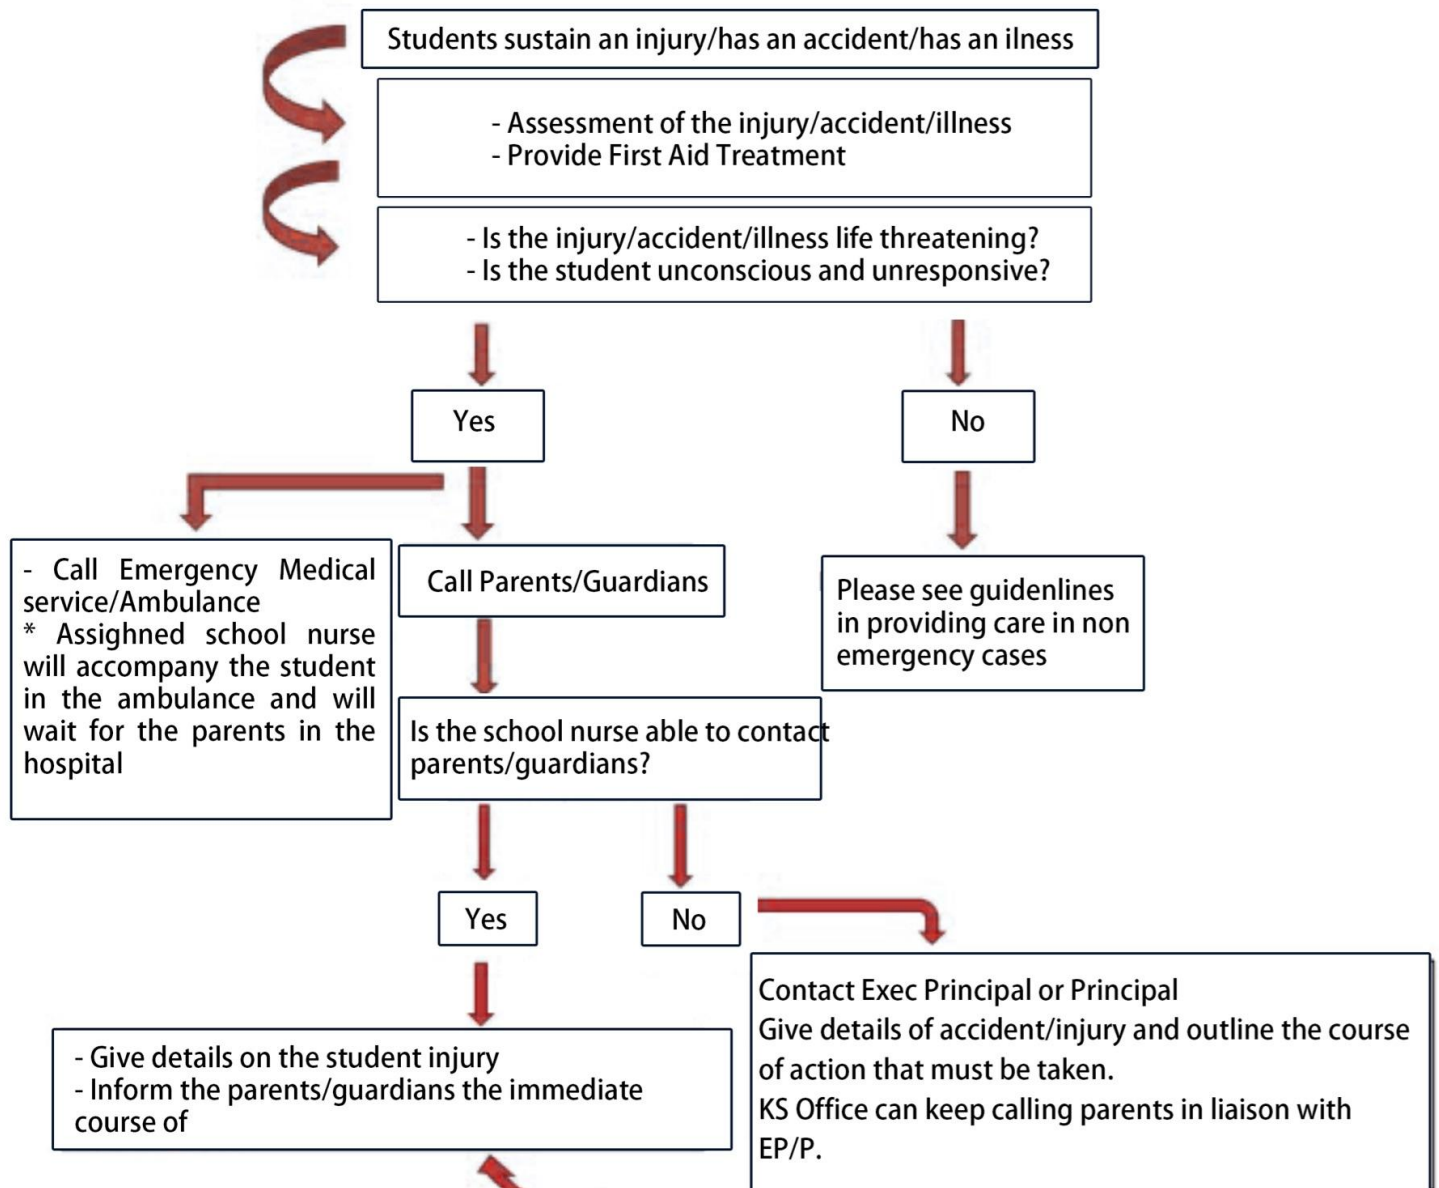 Students sustain an injury/has an accident/has an ilness
- Assessment of the injury/accident/illness
- Provide First Aid Treatment
- Is the injury/accident/illness life threatening?
- Is the student unconscious and unresponsive?
Yes
No
- Call Emergency Medical
service/Ambulance
* Assighned school nurse
will accompany the student
in the ambulance and will
wait for the parents in the
hospital
Call Parents/Guardians
Please see guidenlines
in providing care in non
emergency cases
Is the school nurse able to contact
parents/guardians?
Yes
No
- Give details on the student injury
- Inform the parents/guardians the immediate
course of
Contact Exec Principal or Principal
Give details of accident/injury and outline the course
of action that must be taken.
KS Office can keep calling parents in liaison with
EP/P.